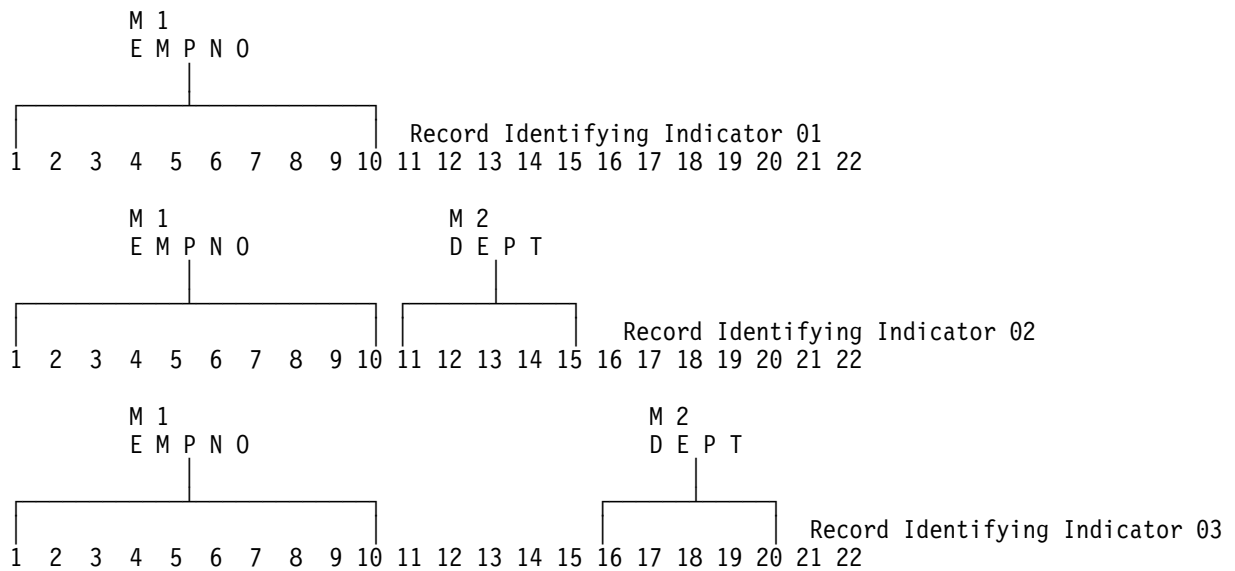 M 1
E M P N O
Record Identifying Indicator 01
1 2 3 4 5 6 7 8 9 10 11 12 13 14 15 16 17 18 19 20 21 22
M 1 M 2
E M P N O D E P T
Record Identifying Indicator 02
1 2 3 4 5 6 7 8 9 10 11 12 13 14 15 16 17 18 19 20 21 22
M 1 M 2
E M P N O D E P T
Record Identifying Indicator 03
1 2 3 4 5 6 7 8 9 10 11 12 13 14 15 16 17 18 19 20 21 22